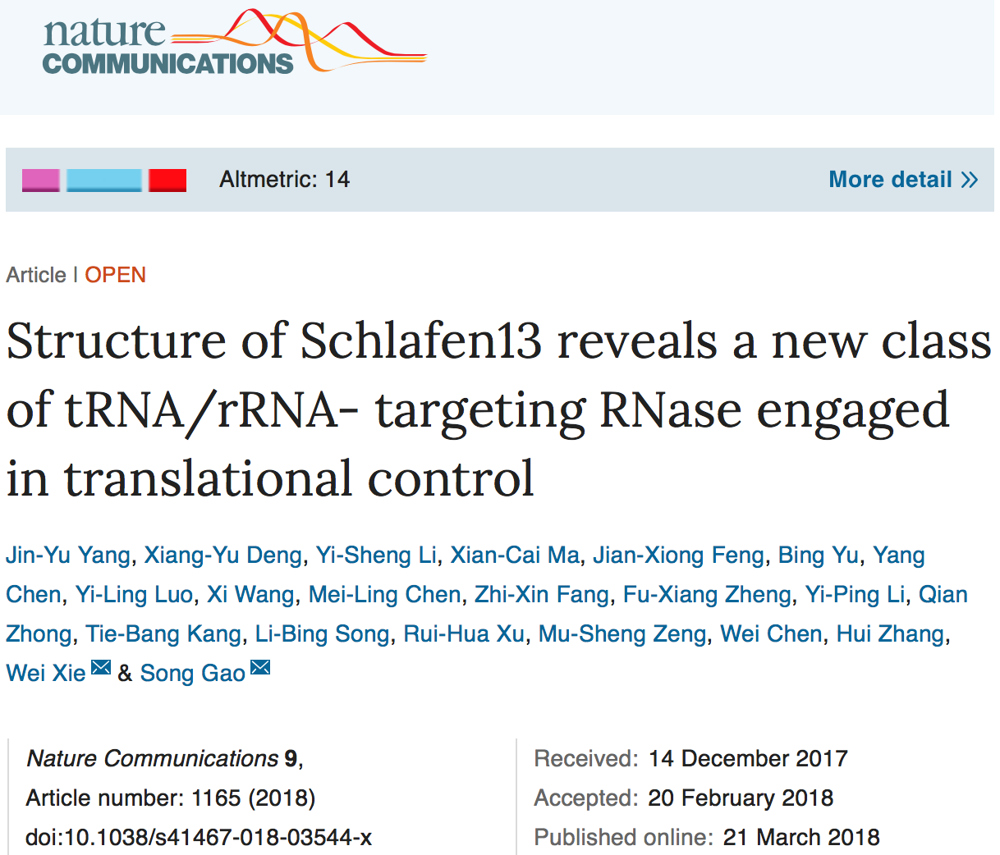 nature
COMMUNICATIONS
Altmetric: 14
More detail »
Article | OPEN
Structure of Schlafen13 reveals a new class
of tRNA/rRNA- targeting RNase engaged
in translational control
Jin-Yu Yang, Xiang-Yu Deng, Yi-Sheng Li, Xian-Cai Ma, Jian-Xiong Feng, Bing Yu, Yang
Chen, Yi-Ling Luo, Xi Wang, Mei-Ling Chen, Zhi-Xin Fang, Fu-Xiang Zheng, Yi-Ping Li, Qian
Zhong, Tie-Bang Kang, Li-Bing Song, Rui-Hua Xu, Mu-Sheng Zeng, Wei Chen, Hui Zhang,
Wei Xie & Song Gao
Nature Communications 9,
Article number: 1165 (2018)
doi:10.1038/s41467-018-03544-x
Received: 14 December 2017
Accepted: 20 February 2018
Published online: 21 March 2018